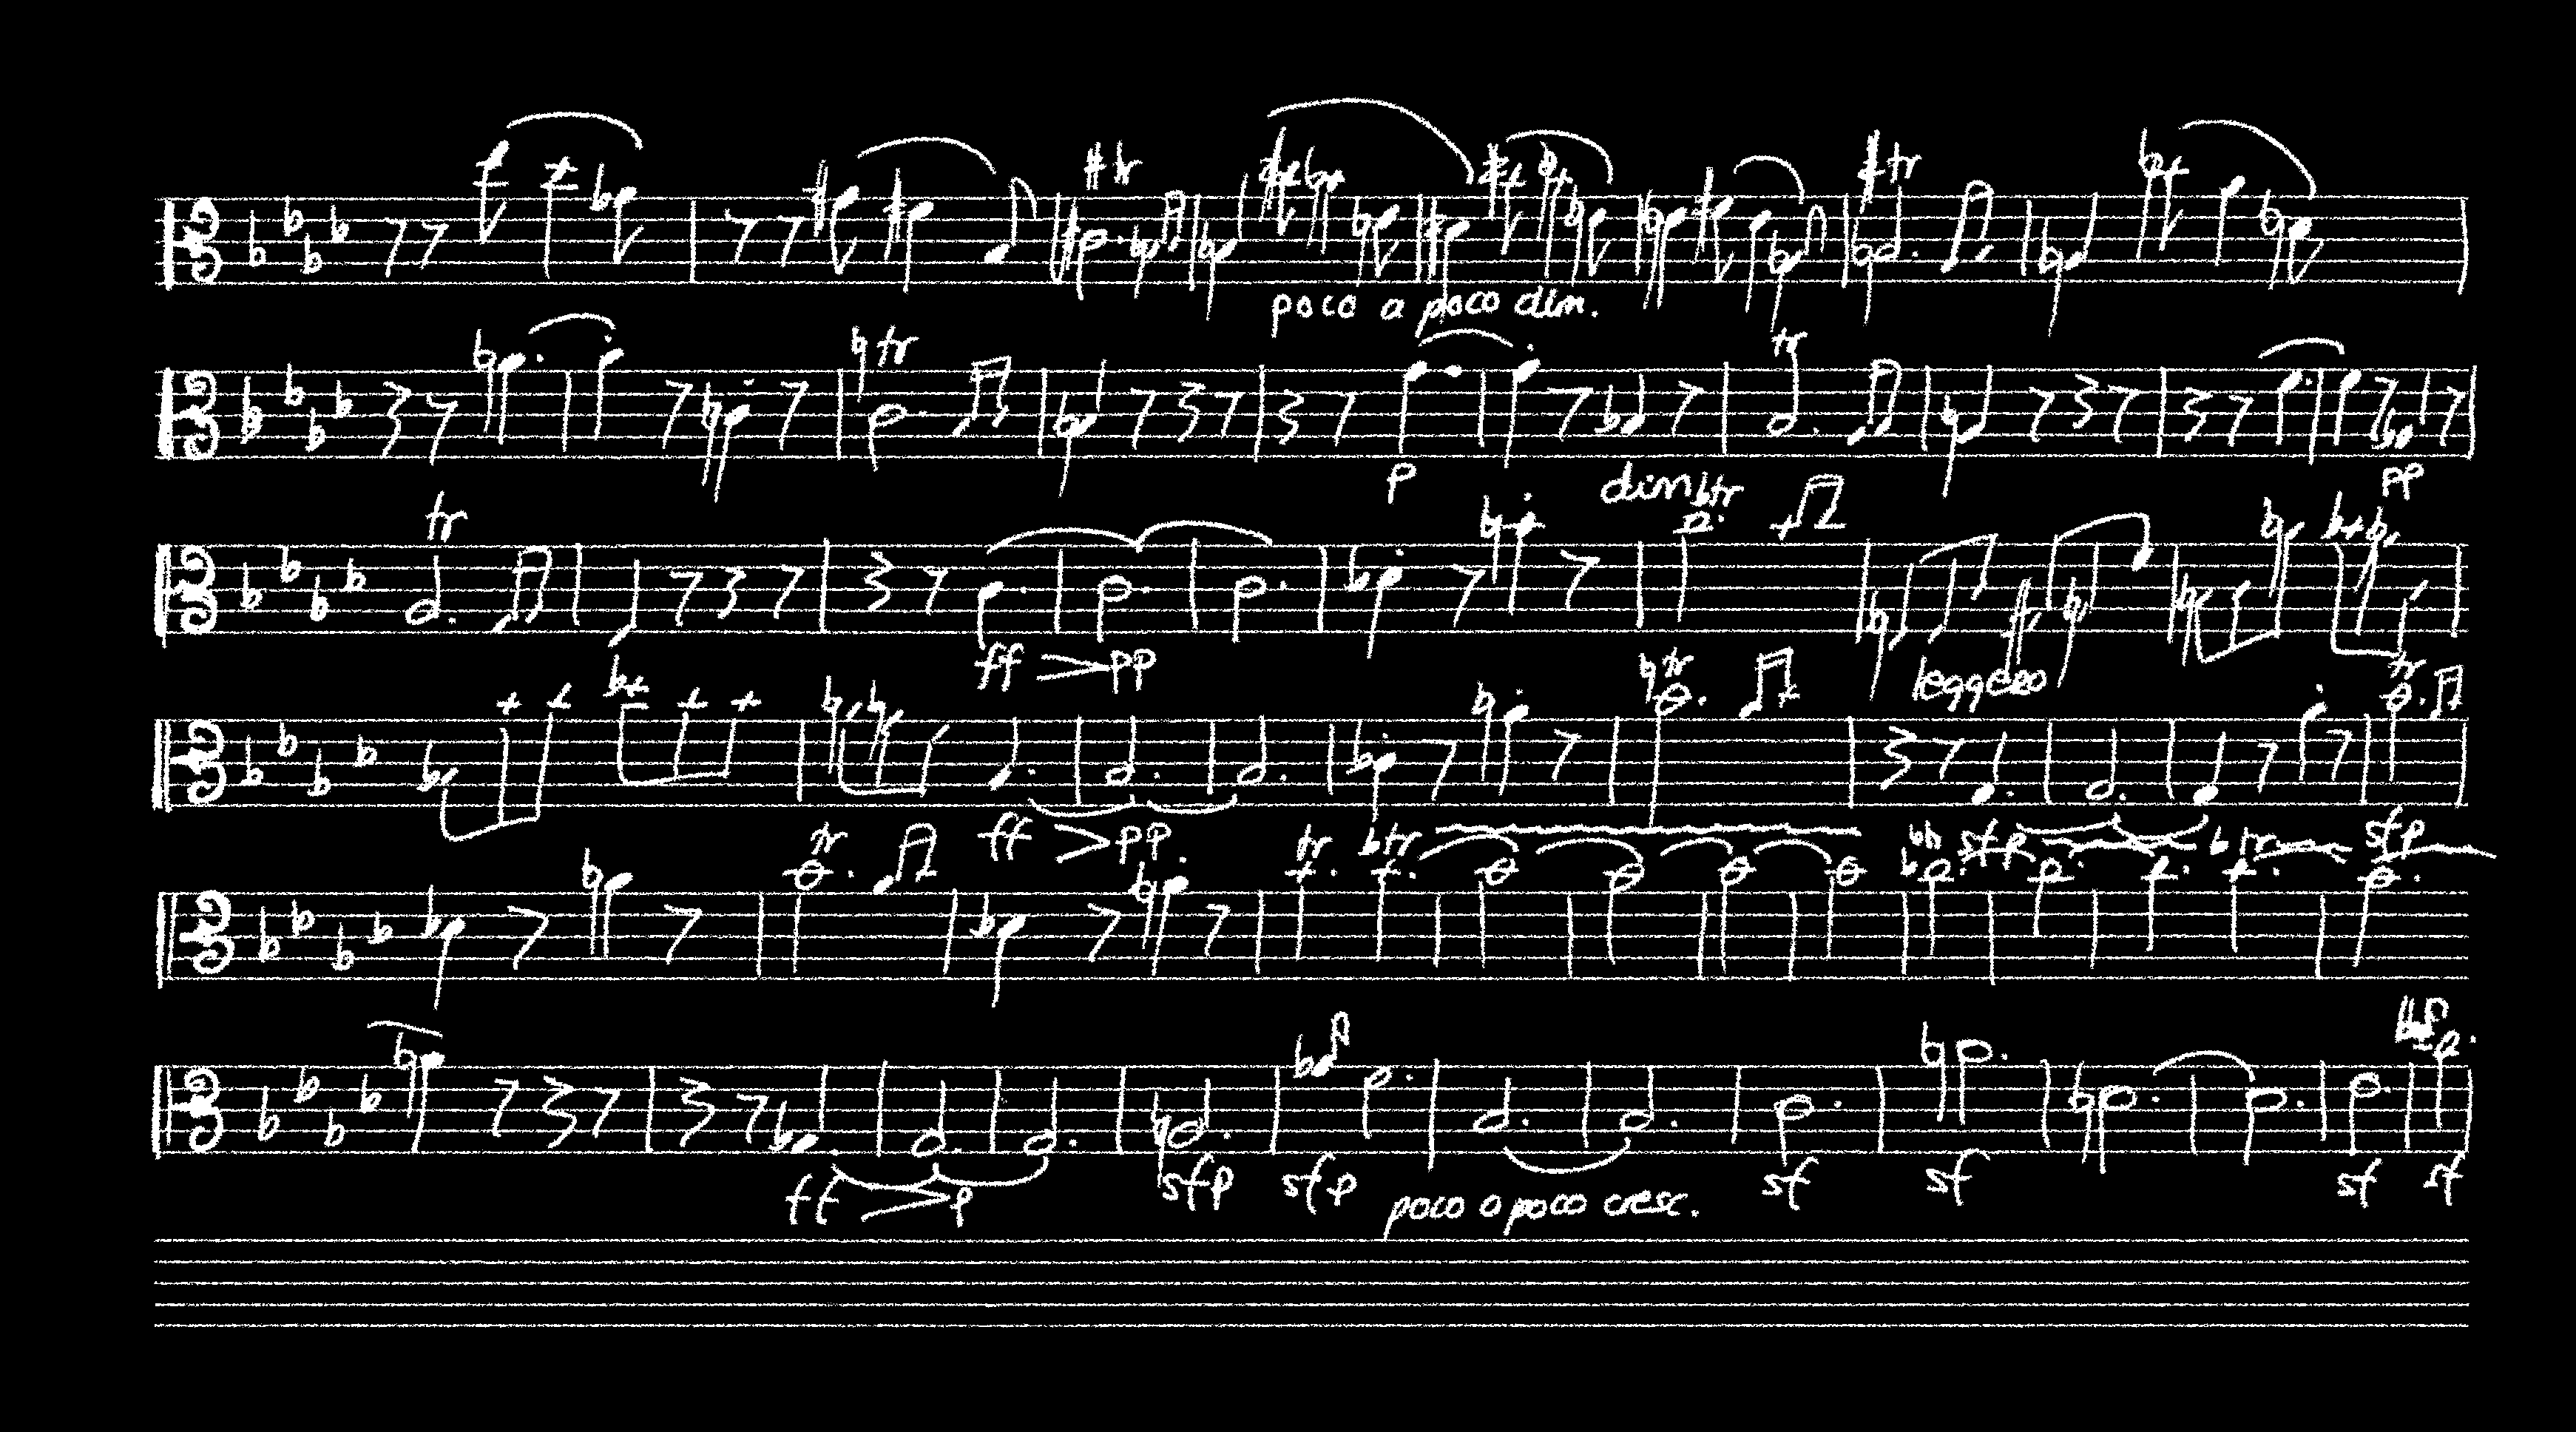 tr tr
poco a poco dim.
tr
tr
p dim pp
tr tr
ff pp leggero
tr tr
ff pp sfp sfp
tr tr tr tr tr
ff p sfp sfp poco a poco cresc. sf sf sf sf